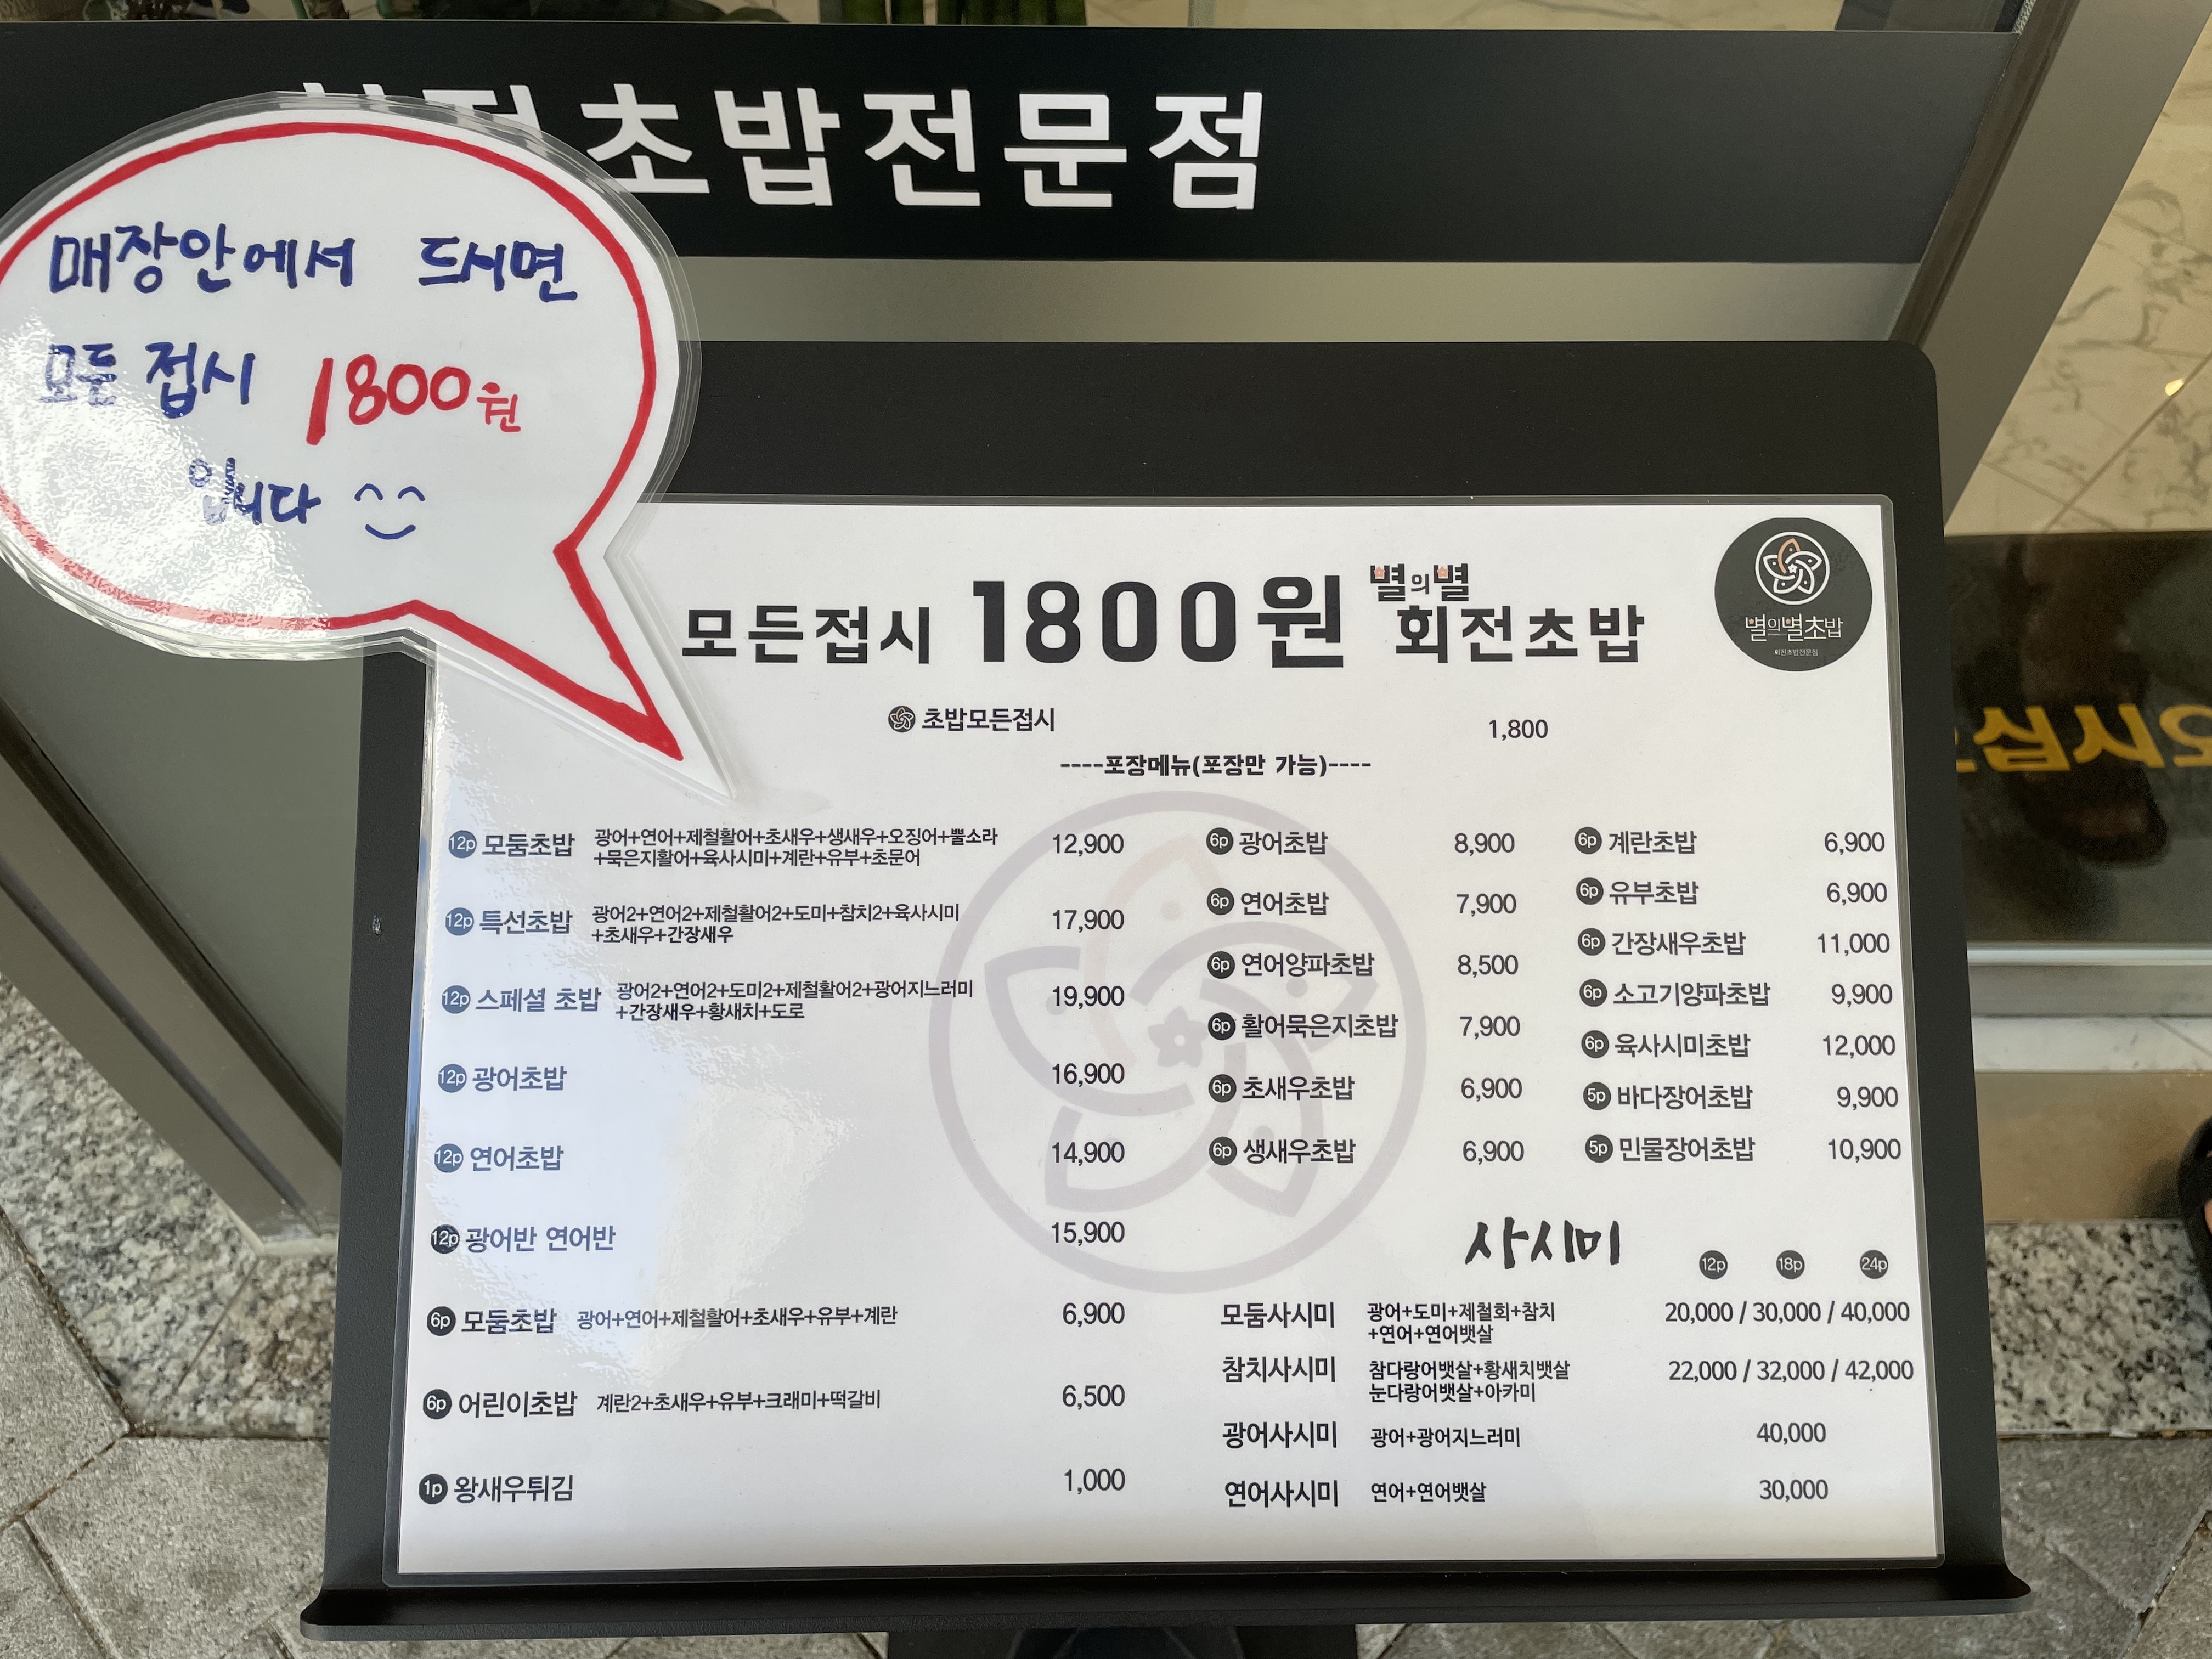 초밥전문점
매장안에서 드시면
모든 접시 1800원
입니다
모든접시 1800원 별의별 회전초밥
별의별초밥
회전초밥전문점
초밥모든접시 1,800
----포장메뉴(포장만 가능)----
12p 모둠초밥 광어+연어+제철활어+초새우+생새우+오징어+뿔소라 12,900
+묵은지활어+육사시미+계란+유부+초문어
12p 특선초밥 광어2+연어2+제철활어2+도미+참치2+육사시미 17,900
+초새우+간장새우
12p 스페셜 초밥 광어2+연어2+도미2+제철활어2+광어지느러미 19,900
+간장새우+황새치+도로
12p 광어초밥 16,900
12p 연어초밥 14,900
12p 광어반 연어반 15,900
6p 모둠초밥 광어+연어+제철활어+초새우+유부+계란 6,900
6p 어린이초밥 계란2+초새우+유부+크래미+떡갈비 6,500
1p 왕새우튀김 1,000
6p 광어초밥 8,900
6p 연어초밥 7,900
6p 연어양파초밥 8,500
6p 활어묵은지초밥 7,900
6p 초새우초밥 6,900
6p 생새우초밥 6,900
6p 계란초밥 6,900
6p 유부초밥 6,900
6p 간장새우초밥 11,000
6p 소고기양파초밥 9,900
6p 육사시미초밥 12,000
5p 바다장어초밥 9,900
5p 민물장어초밥 10,900
사시미
12p 18p 24p
모둠사시미 광어+도미+제철회+참치 20,000 / 30,000 / 40,000
+연어+연어뱃살
참치사시미 참다랑어뱃살+황새치뱃살 22,000 / 32,000 / 42,000
눈다랑어뱃살+아카미
광어사시미 광어+광어지느러미 40,000
연어사시미 연어+연어뱃살 30,000
십시오